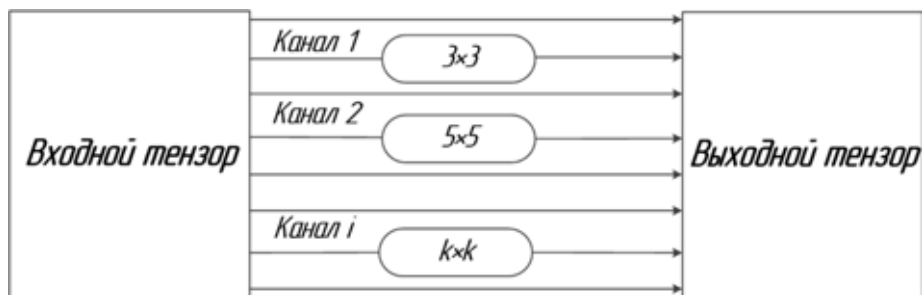 Канал 1
3×3
Канал 2
5×5
Входной тензор
Выходной тензор
Канал i
k×k